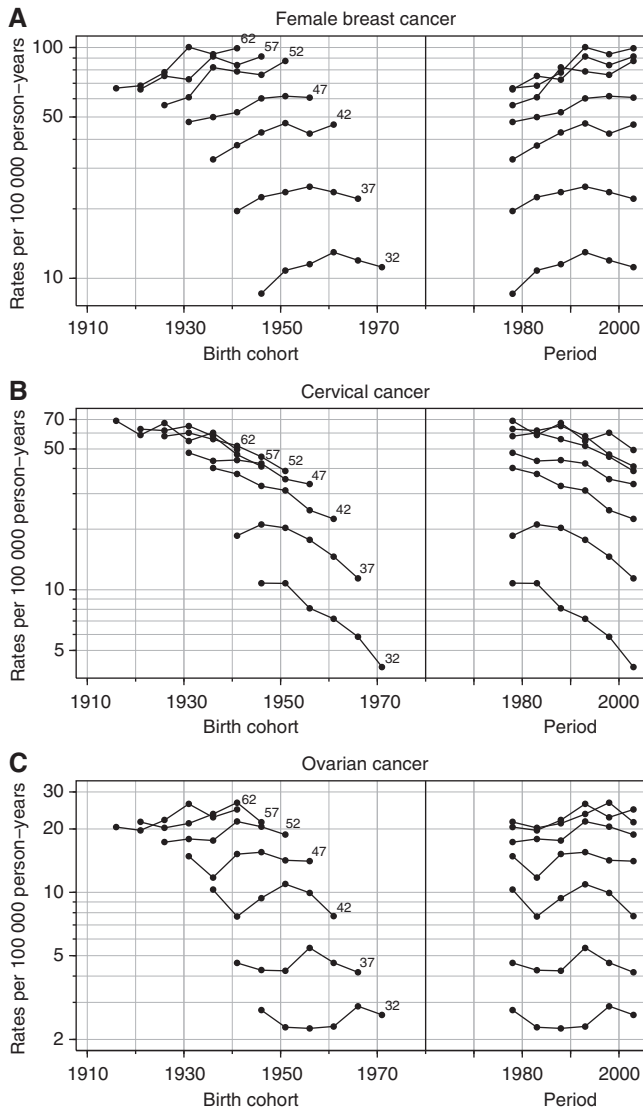 A
Female breast cancer
Rates per 100 000 person–years
100
50
10
62
57
52
47
42
37
32
1910 1930 1950 1970 1980 2000
Birth cohort Period
B
Cervical cancer
Rates per 100 000 person–years
70
50
10
5
62
57
52
47
42
37
32
1910 1930 1950 1970 1980 2000
Birth cohort Period
C
Ovarian cancer
Rates per 100 000 person–years
30
20
10
5
2
62
57
52
47
42
37
32
1910 1930 1950 1970 1980 2000
Birth cohort Period